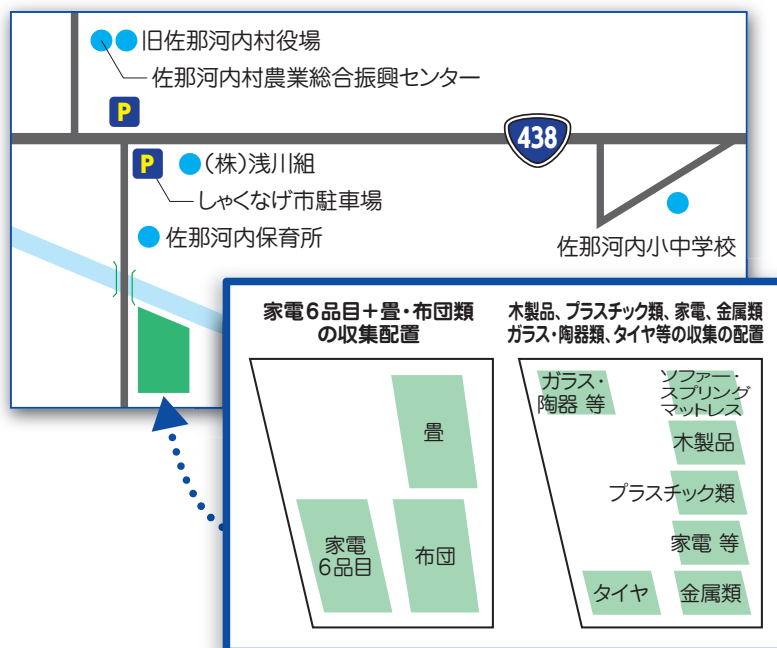 旧佐那河内村役場
佐那河内村農業総合振興センター
P
438
P
(株)浅川組
しゃくなげ市駐車場
佐那河内保育所
佐那河内小中学校
家電6品目+畳・布団類
の収集配置
畳
家電
6品目
布団
木製品、プラスチック類、家電、金属類
ガラス・陶器類、タイヤ等の収集の配置
ガラス・
陶器 等
ソファー・
スプリング
マットレス
木製品
プラスチック類
家電 等
タイヤ
金属類